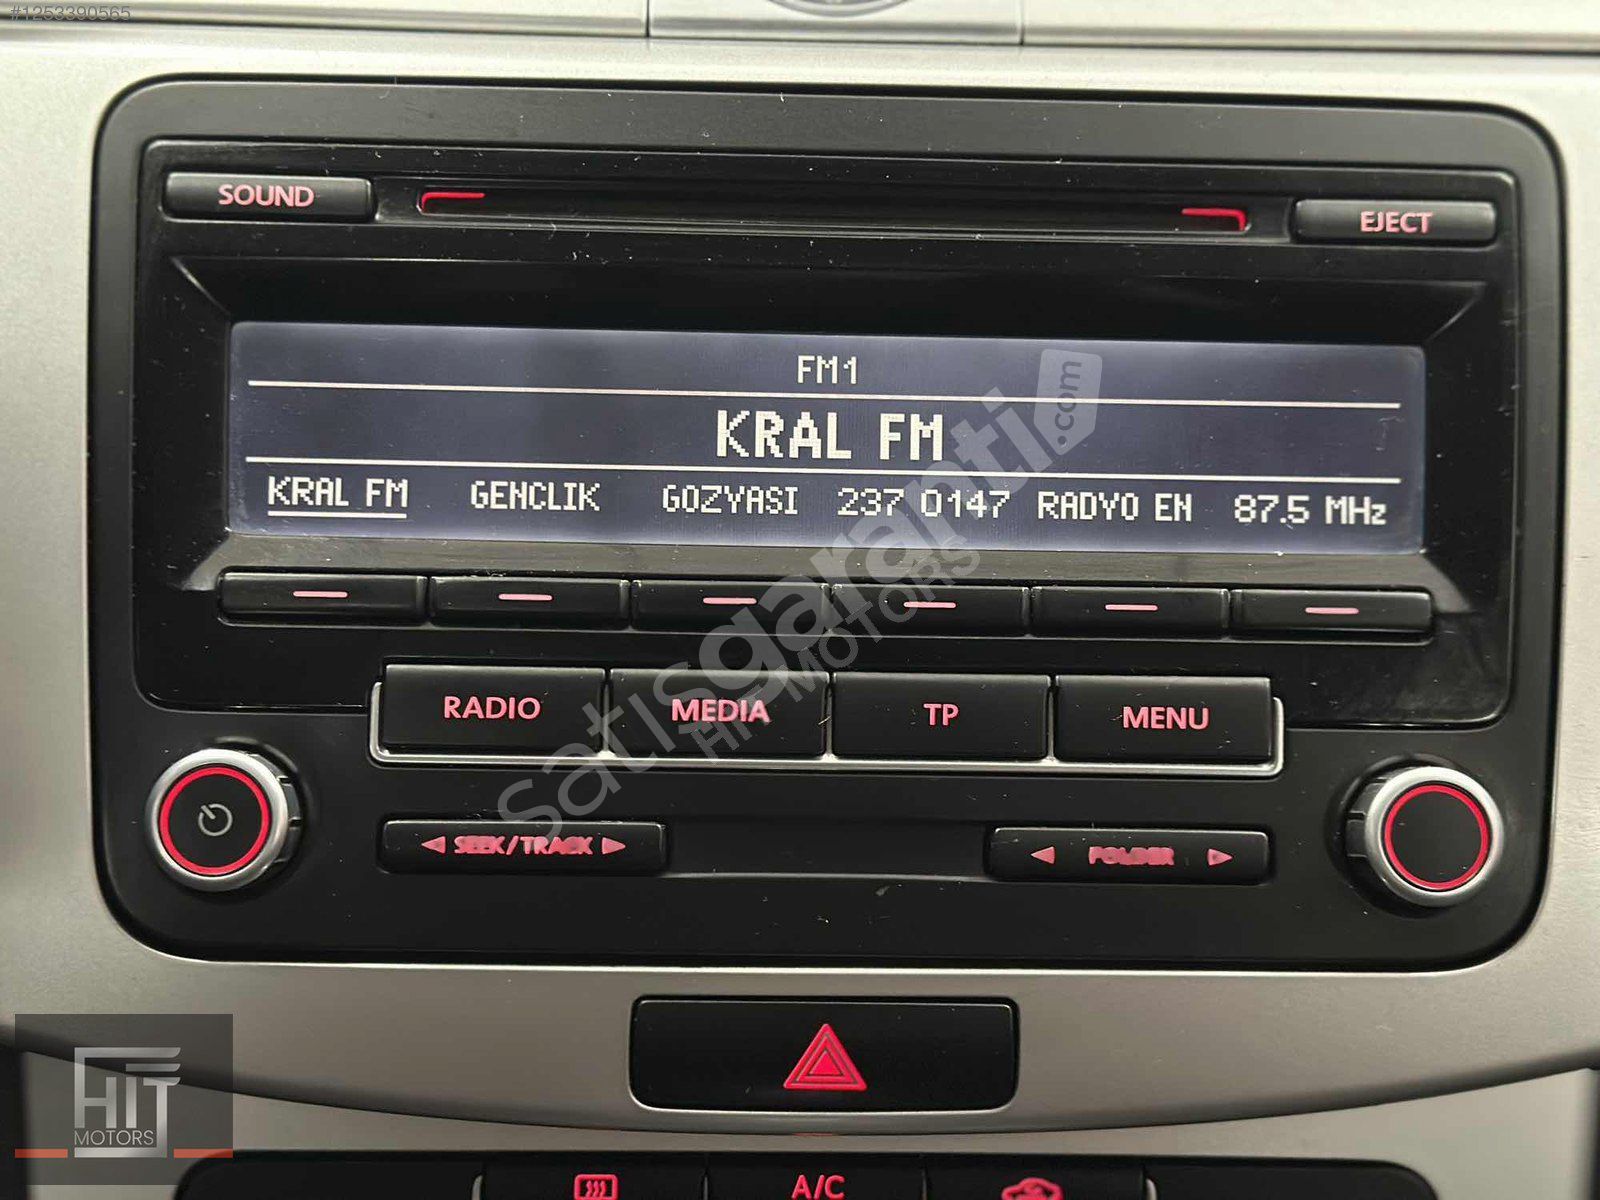 #1253390565
SOUND
EJECT
FM1
KRAL FM
KRAL FM GENCLIK GOZYASI 237 0147 RADYO EN 87.5 MHz
satisgaranti.com
HIT MOTORS
RADIO MEDIA TP MENU
SEEK/TRACK
FOLDER
HIT
MOTORS
A/C